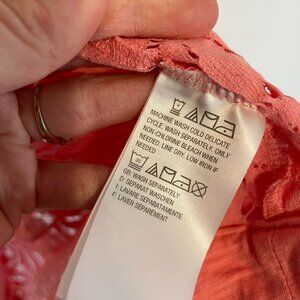 MACHINE WASH COLD DELICATE
CYCLE. WASH SEPARATELY. ONLY
NON-CHLORINE BLEACH WHEN
NEEDED. LINE DRY. LOW IRON IF
NEEDED
GB: WASH SEPARATELY
D: SEPARAT WASCHEN
I: LAVARE SEPARATAMENTE
F: LAVER SÉPARÉMENT